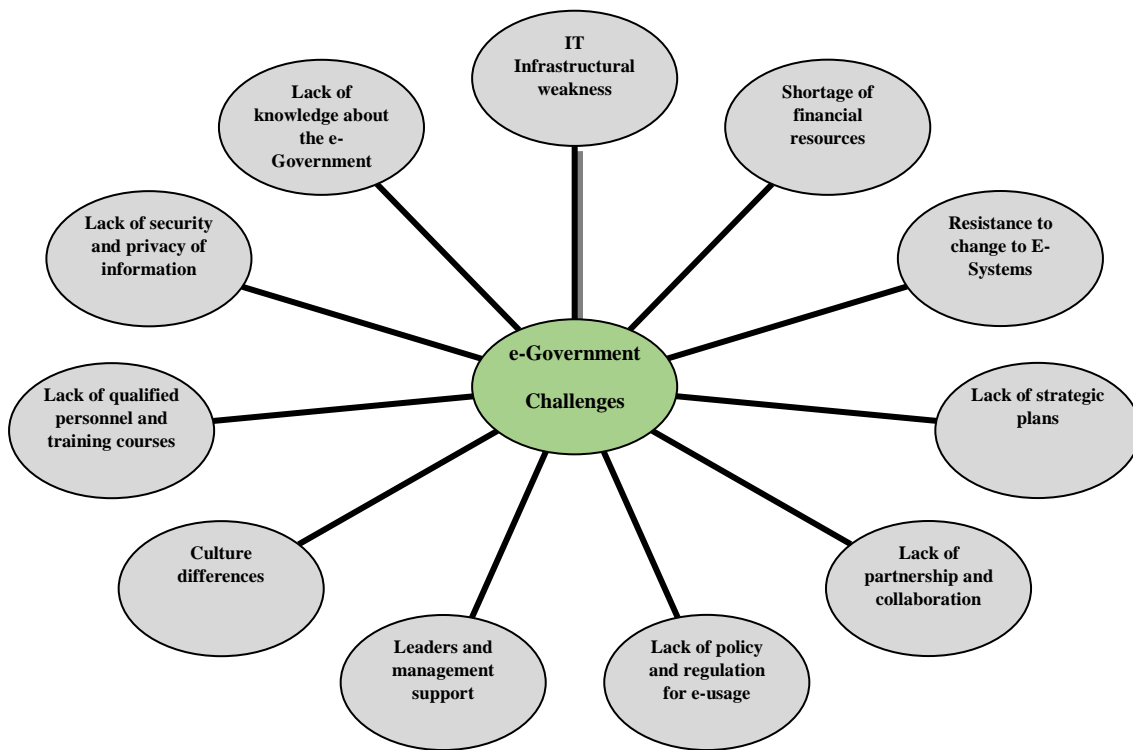 IT
Infrastructural
weakness
Shortage of
financial
resources
Resistance to
change to E-
Systems
Lack of strategic
plans
Lack of
partnership and
collaboration
Lack of policy
and regulation
for e-usage
Leaders and
management
support
Culture
differences
Lack of qualified
personnel and
training courses
Lack of security
and privacy of
information
Lack of
knowledge about
the e-
Government
e-Government
Challenges